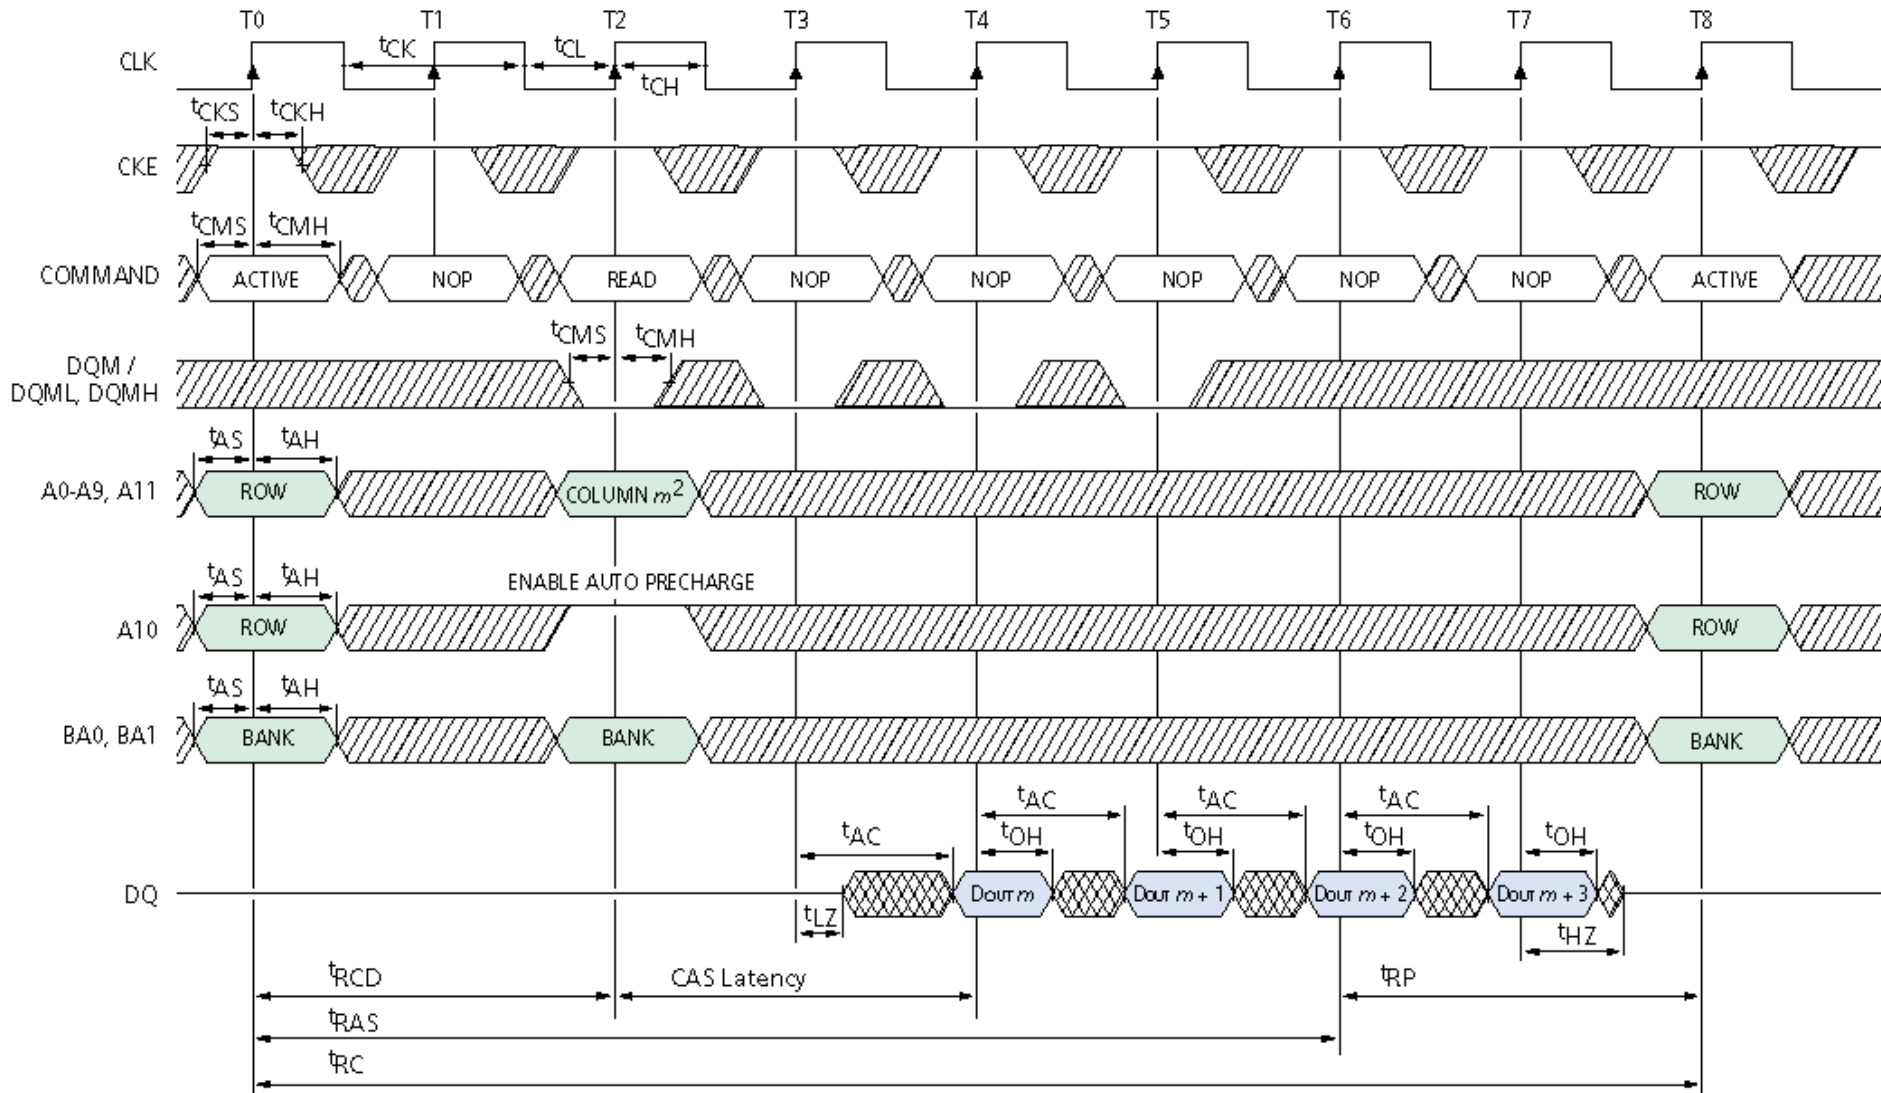 T0 T1 T2 T3 T4 T5 T6 T7 T8
CLK
tCK tCL tCH
tCKS tCKH
CKE
tCMS tCMH
COMMAND ACTIVE NOP READ NOP NOP NOP NOP NOP ACTIVE
tCMS tCMH
DQM /
DQML, DQMH
tAS tAH
A0-A9, A11 ROW COLUMN m2 ROW
tAS tAH ENABLE AUTO PRECHARGE
A10 ROW ROW
tAS tAH
BA0, BA1 BANK BANK BANK
tAC tAC tAC
tAC tOH tOH tOH tOH
DQ DOUT m DOUT m + 1 DOUT m + 2 DOUT m + 3
tLZ tHZ
tRCD CAS Latency tRP
tRAS
tRC